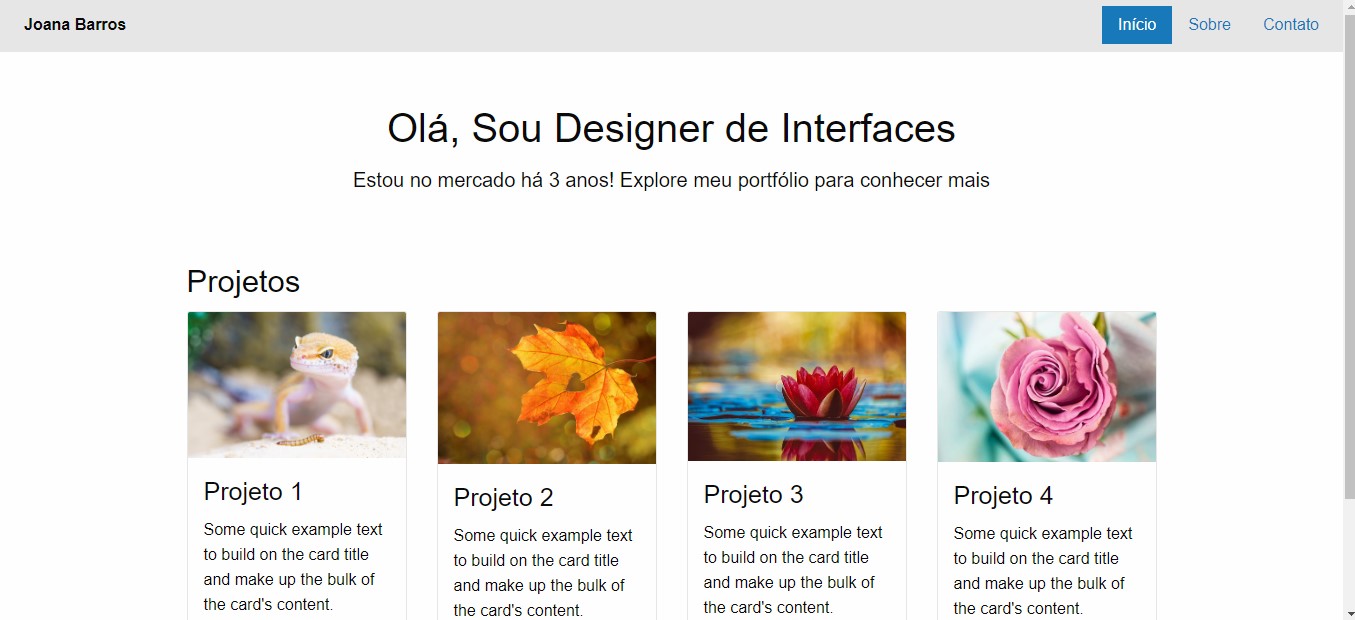 Joana Barros
Início
Sobre
Contato
Olá, Sou Designer de Interfaces
Estou no mercado há 3 anos! Explore meu portfólio para conhecer mais
Projetos
Projeto 1
Some quick example text
to build on the card title
and make up the bulk of
the card's content.
Projeto 2
Some quick example text
to build on the card title
and make up the bulk of
the card's content.
Projeto 3
Some quick example text
to build on the card title
and make up the bulk of
the card's content.
Projeto 4
Some quick example text
to build on the card title
and make up the bulk of
the card's content.